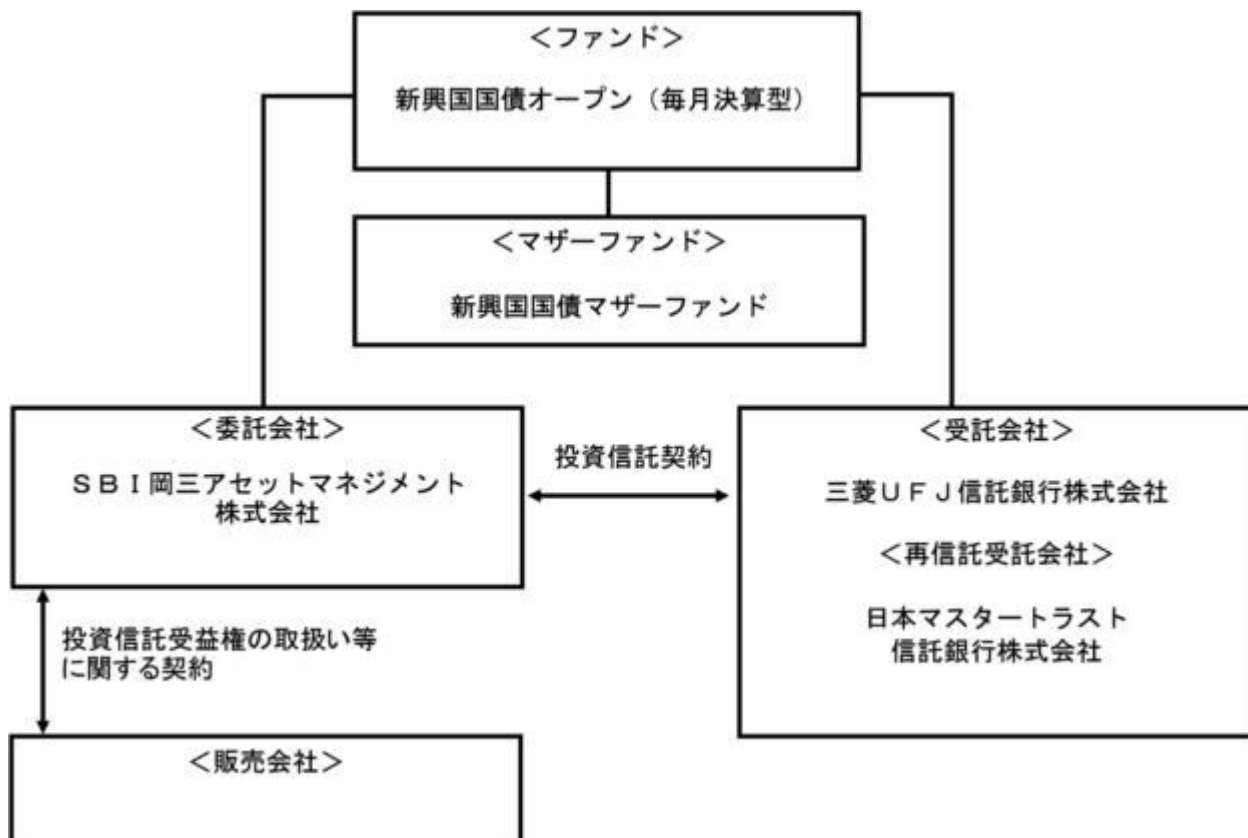 ＜ファンド＞
新興国国債オープン（毎月決算型）
＜マザーファンド＞
新興国国債マザーファンド
＜委託会社＞
ＳＢＩ岡三アセットマネジメント
株式会社
投資信託契約
＜受託会社＞
三菱ＵＦＪ信託銀行株式会社
＜再信託受託会社＞
日本マスタートラスト
信託銀行株式会社
投資信託受益権の取扱い等
に関する契約
＜販売会社＞